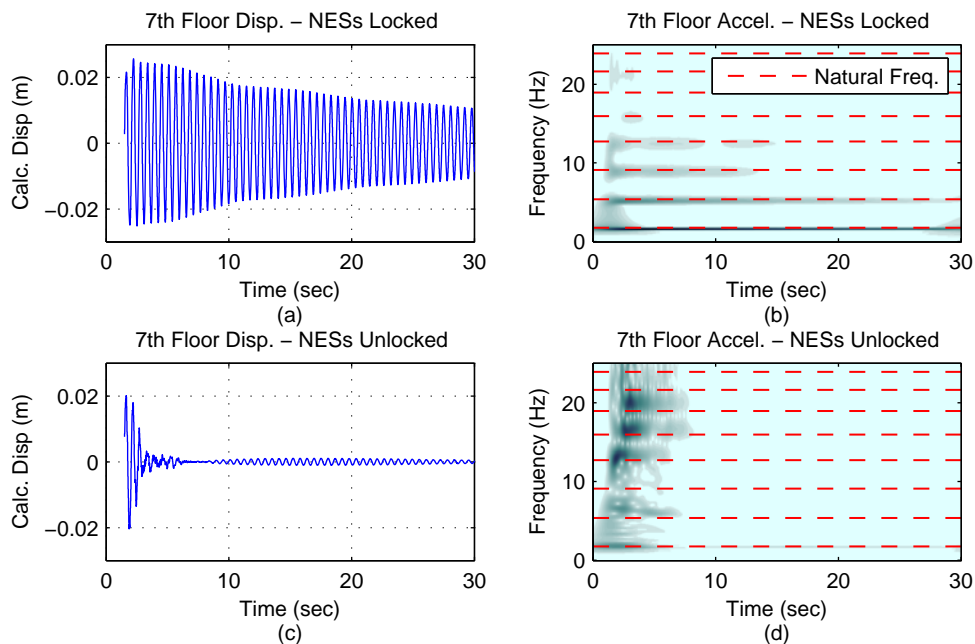 7th Floor Disp. − NESs Locked
Calc. Disp (m)
0.02
0
−0.02
0 10 20 30
Time (sec)
(a)
7th Floor Accel. − NESs Locked
Frequency (Hz)
20
10
0
Natural Freq.
0 10 20 30
Time (sec)
(b)
7th Floor Disp. − NESs Unlocked
Calc. Disp (m)
0.02
0
−0.02
0 10 20 30
Time (sec)
(c)
7th Floor Accel. − NESs Unlocked
Frequency (Hz)
20
10
0
0 10 20 30
Time (sec)
(d)